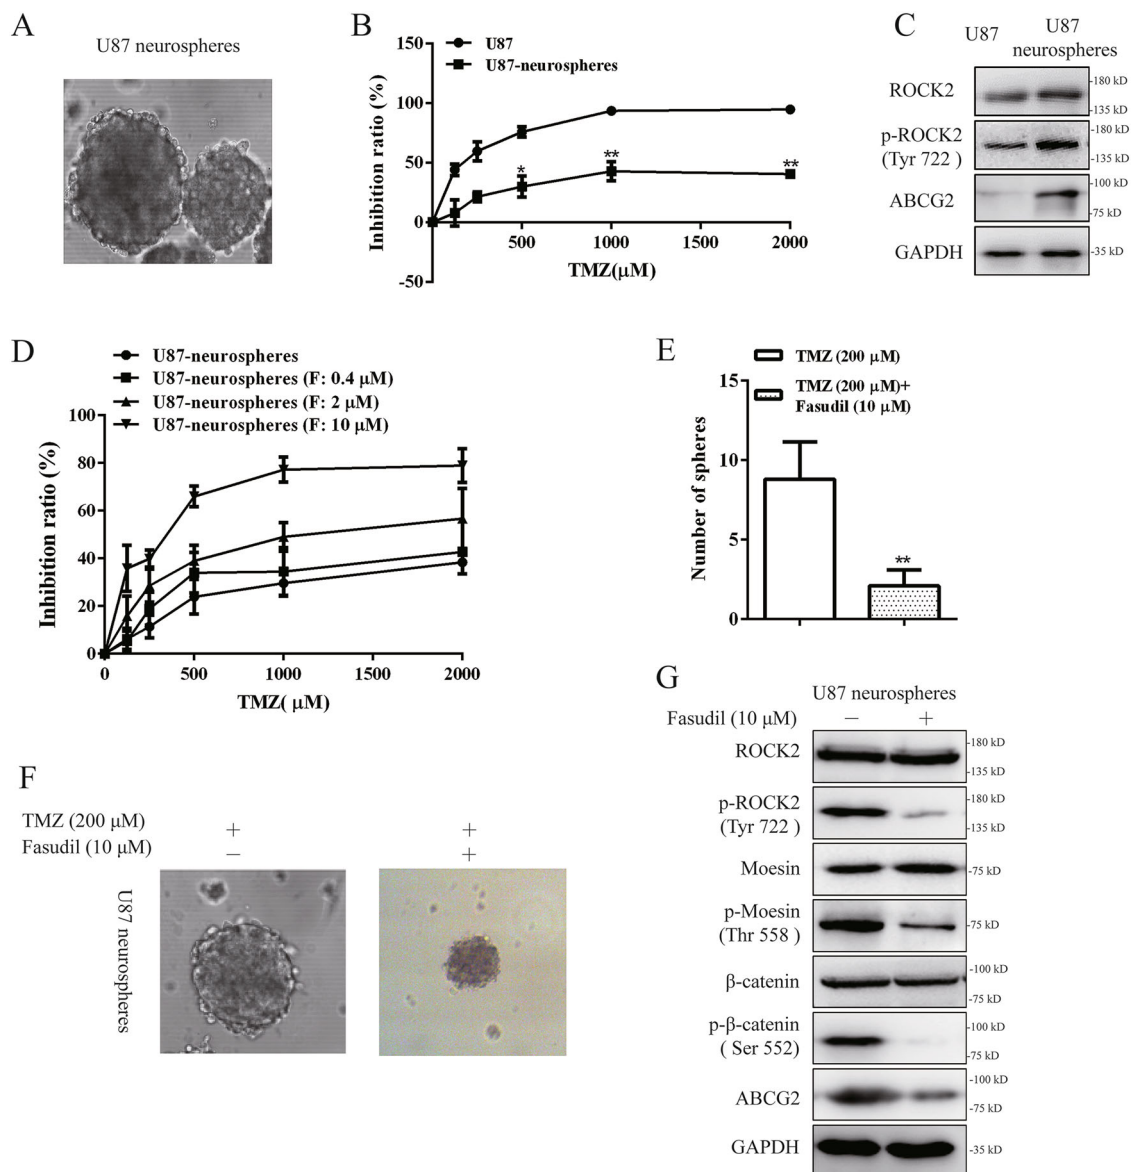 A
U87 neurospheres
B
150
100
50
0
-50
Inhibition ratio (%)
U87
U87-neurospheres
*
**
**
500
1000
1500
2000
TMZ(μM)
C
U87
U87
neurospheres
ROCK2
-180 kD
-135 kD
p-ROCK2
(Tyr 722 )
-180 kD
-135 kD
ABCG2
-100 kD
-75 kD
GAPDH
-35 kD
D
U87-neurospheres
U87-neurospheres (F: 0.4 μM)
U87-neurospheres (F: 2 μM)
U87-neurospheres (F: 10 μM)
100
80
60
40
20
0
Inhibition ratio (%)
0
500
1000
1500
2000
TMZ( μM)
E
TMZ (200 μM)
TMZ (200 μM)+
Fasudil (10 μM)
15
10
5
0
Number of spheres
**
F
TMZ (200 μM)
+
+
Fasudil (10 μM)
−
+
U87 neurospheres
G
U87 neurospheres
Fasudil (10 μM)
−
+
ROCK2
-180 kD
-135 kD
p-ROCK2
(Tyr 722 )
-180 kD
-135 kD
Moesin
-75 kD
p-Moesin
(Thr 558 )
-75 kD
β-catenin
-100 kD
-75 kD
p-β-catenin
( Ser 552)
-100 kD
-75 kD
ABCG2
-100 kD
-75 kD
GAPDH
-35 kD